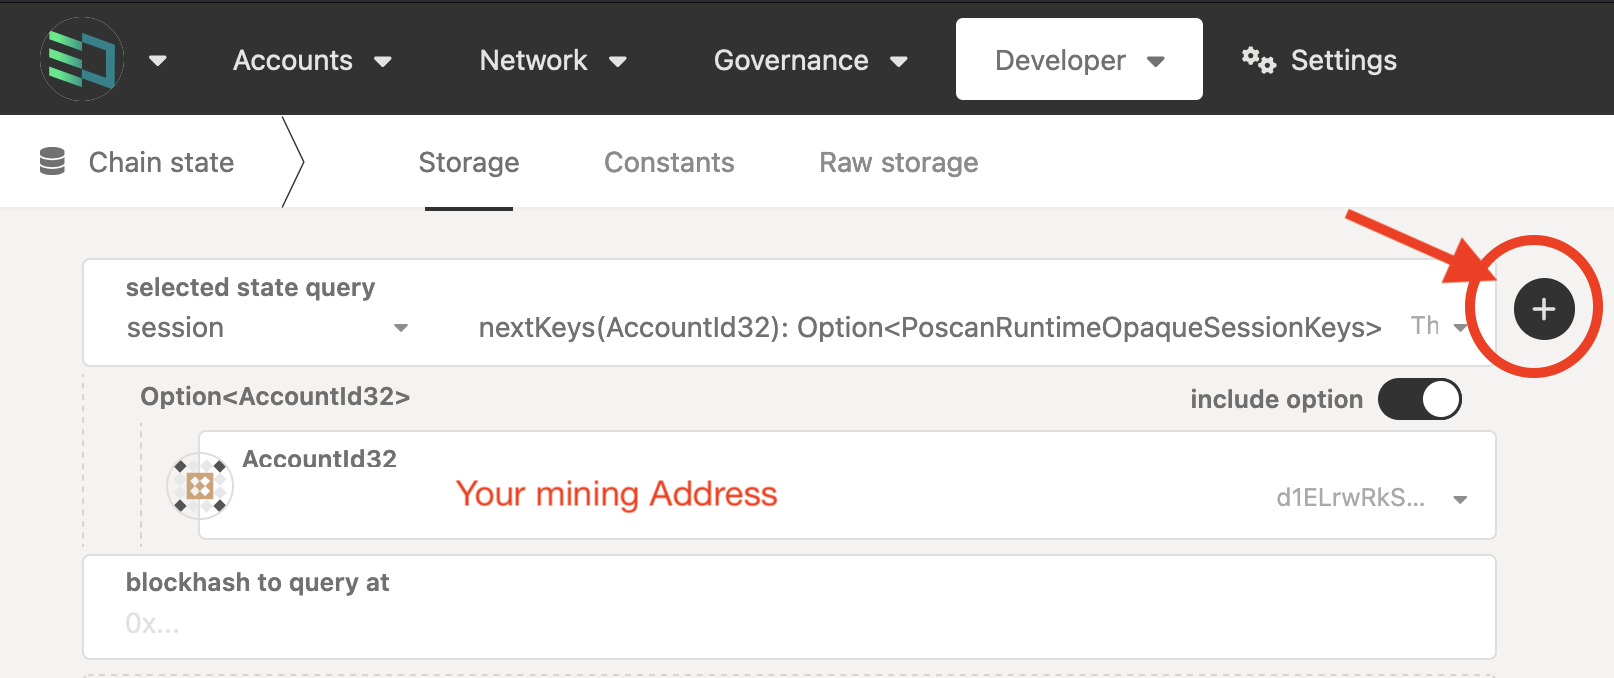 Accounts Network Governance Developer Settings
Chain state Storage Constants Raw storage
selected state query
session nextKeys(AccountId32): Option<PoscanRuntimeOpaqueSessionKeys> Th
Option<AccountId32> include option
AccountId32
Your mining Address d1ELrwRkS...
blockhash to query at
0x...